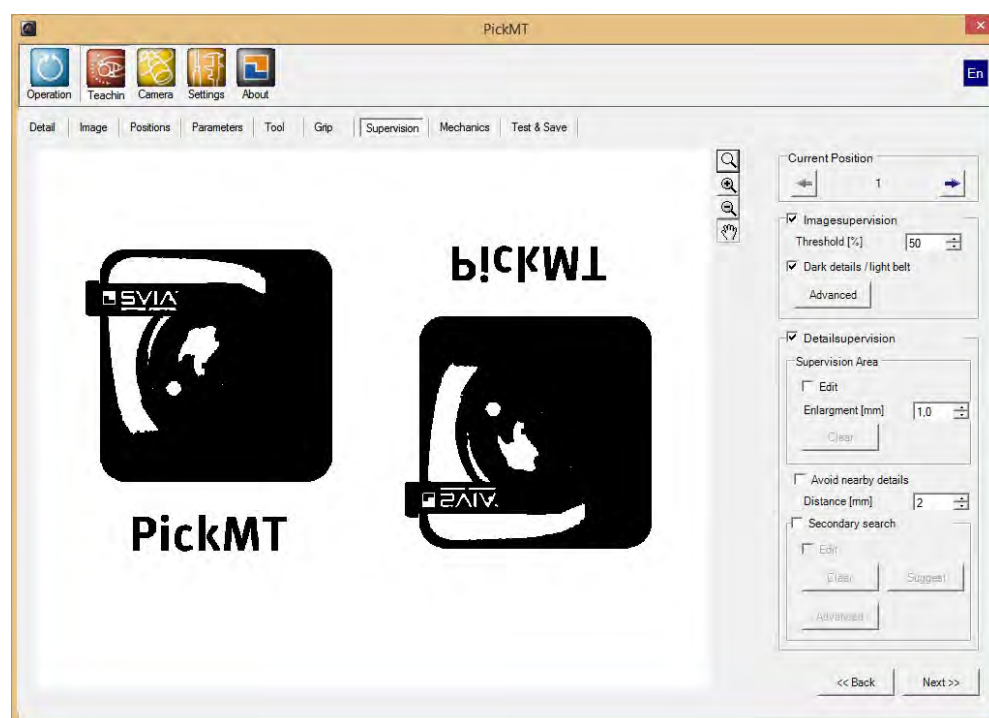 PickMT
Operation Teachin Camera Settings About
En
Detail Image Positions Parameters Tool Grip Supervision Mechanics Test & Save
Current Position
1
Imagesupervision
Threshold [%] 50
Dark details / light belt
Advanced
Detailsupervision
Supervision Area
Edit
Enlargment [mm] 1,0
Clear
Avoid nearby details
Distance [mm] 2
Secondary search
Edit
Clear Suggest
Advanced
<< Back Next >>
SVIA
PickMT
PickMT
SVIA